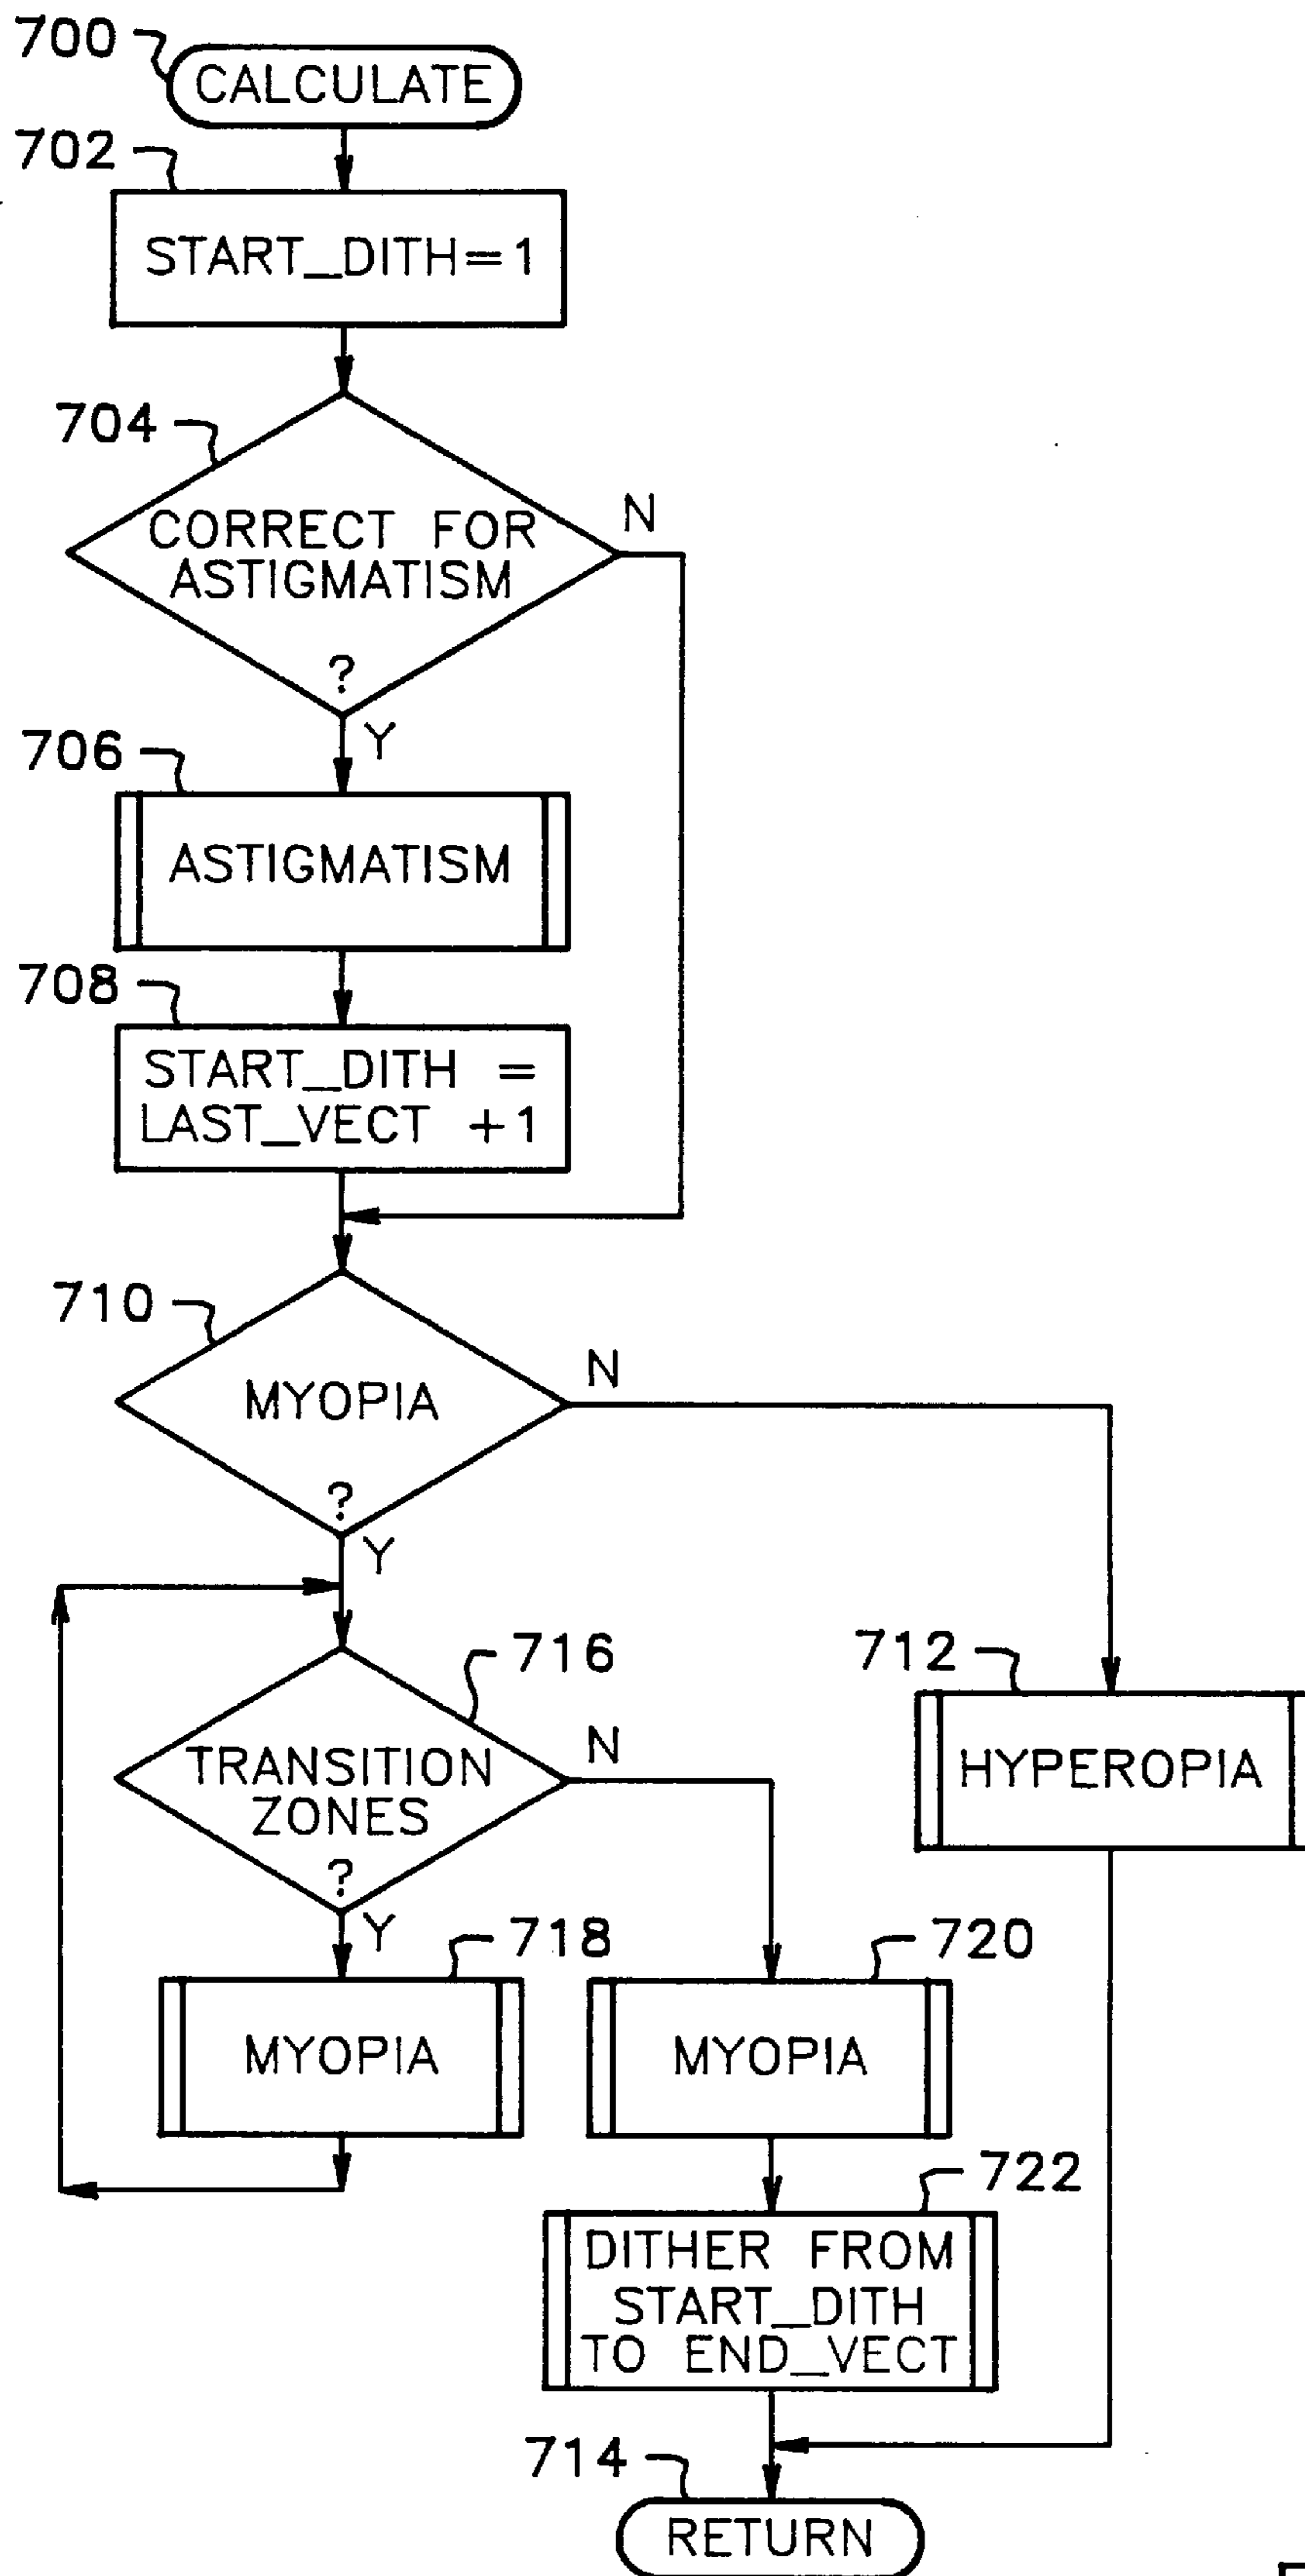 700
CALCULATE
702
START_DITH=1
704
CORRECT FOR
ASTIGMATISM
?
N
Y
706
ASTIGMATISM
708
START_DITH =
LAST_VECT +1
710
MYOPIA
?
N
Y
716
TRANSITION
ZONES
?
N
Y
712
HYPEROPIA
718
MYOPIA
720
MYOPIA
722
DITHER FROM
START_DITH
TO END_VECT
714
RETURN